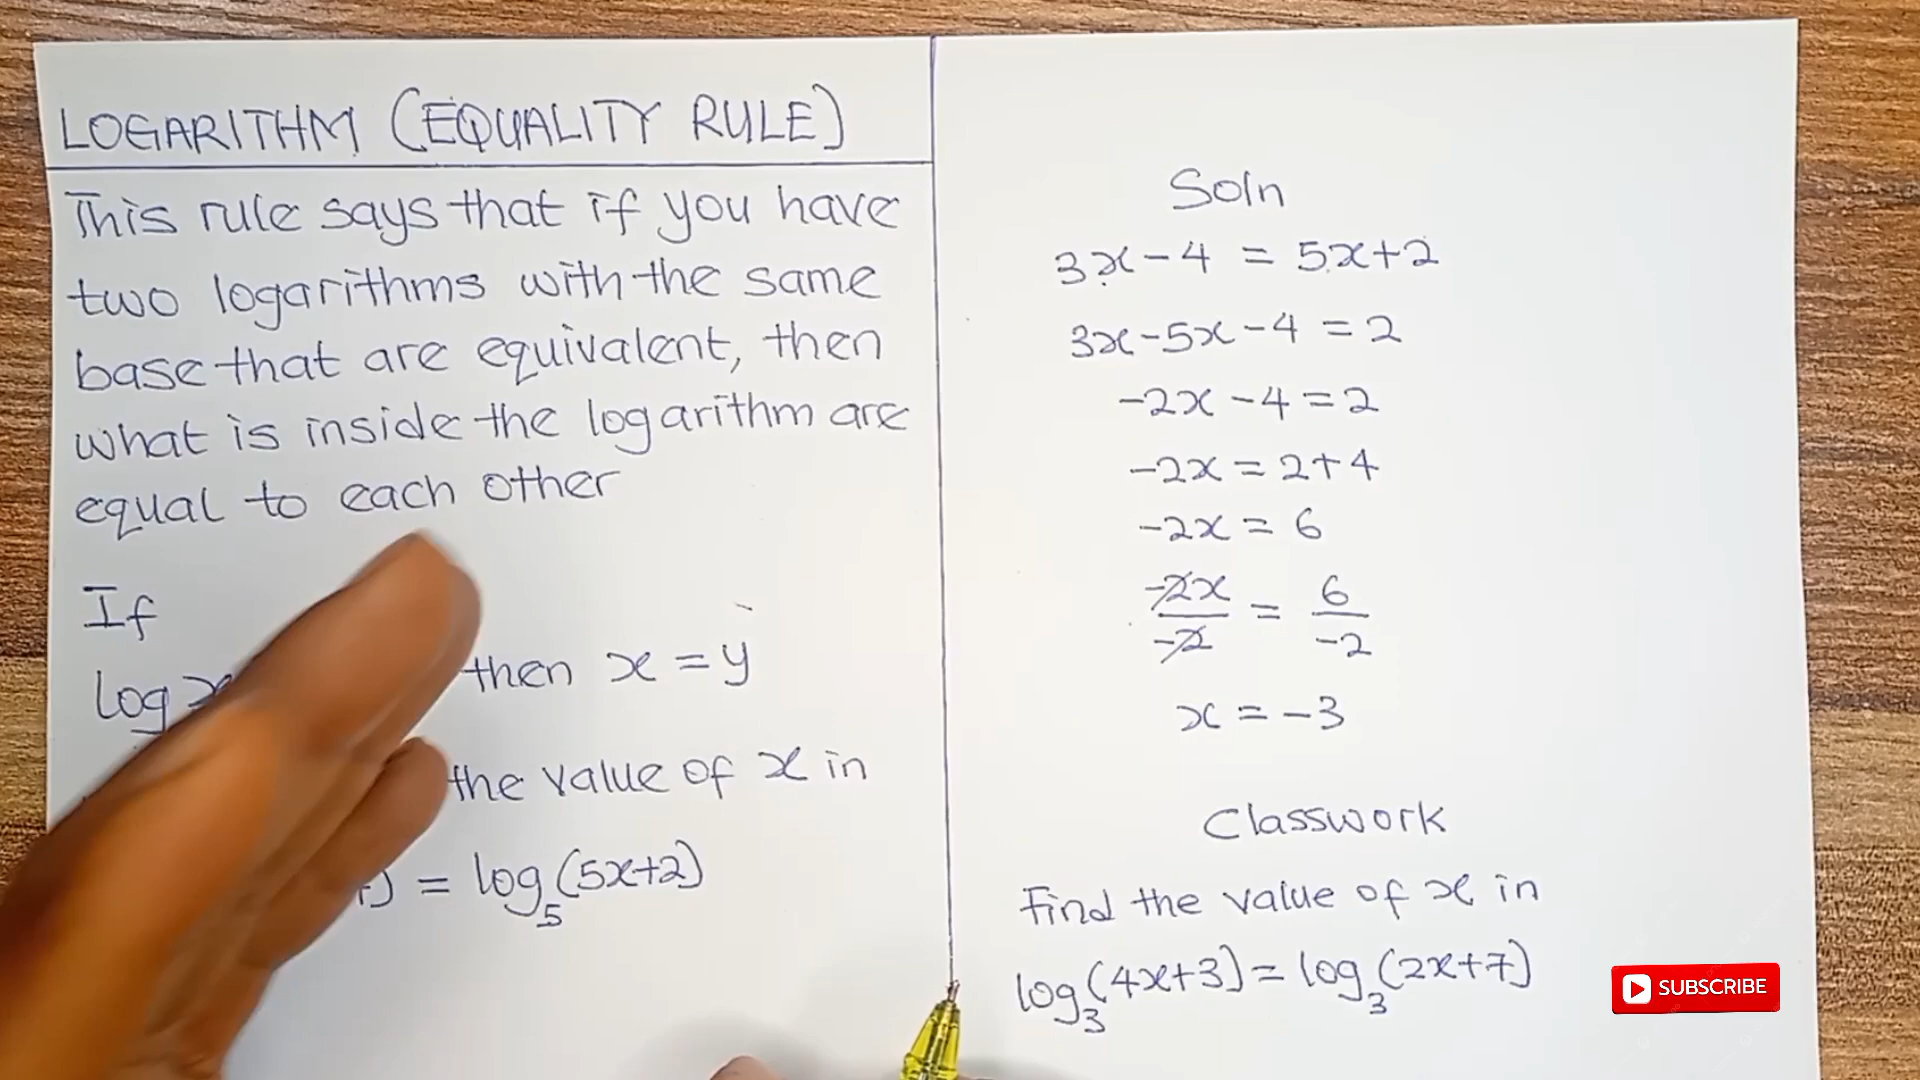 LOGARITHM (EQUALITY RULE)
This rule says that if you have
two logarithms with the same
base that are equivalent, then
what is inside the logarithm are
equal to each other
If
log x then x = y
the value of x in
) = log₅(5x+2)
Soln
3x - 4 = 5x + 2
3x - 5x - 4 = 2
-2x - 4 = 2
-2x = 2 + 4
-2x = 6
-2x/-2 = 6/-2
x = -3
Classwork
Find the value of x in
log₃(4x+3) = log₃(2x+7)
SUBSCRIBE